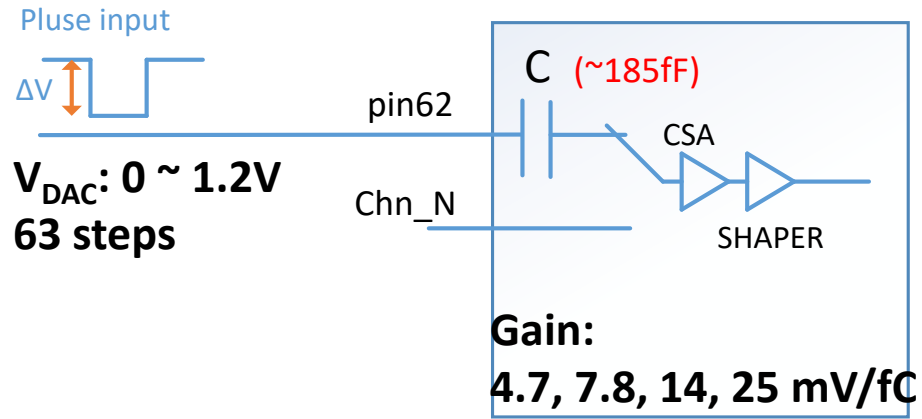 Pluse input
ΔV
C (~185fF)
pin62
CSA
V_DAC: 0 ~ 1.2V
63 steps
Chn_N
SHAPER
Gain:
4.7, 7.8, 14, 25 mV/fC